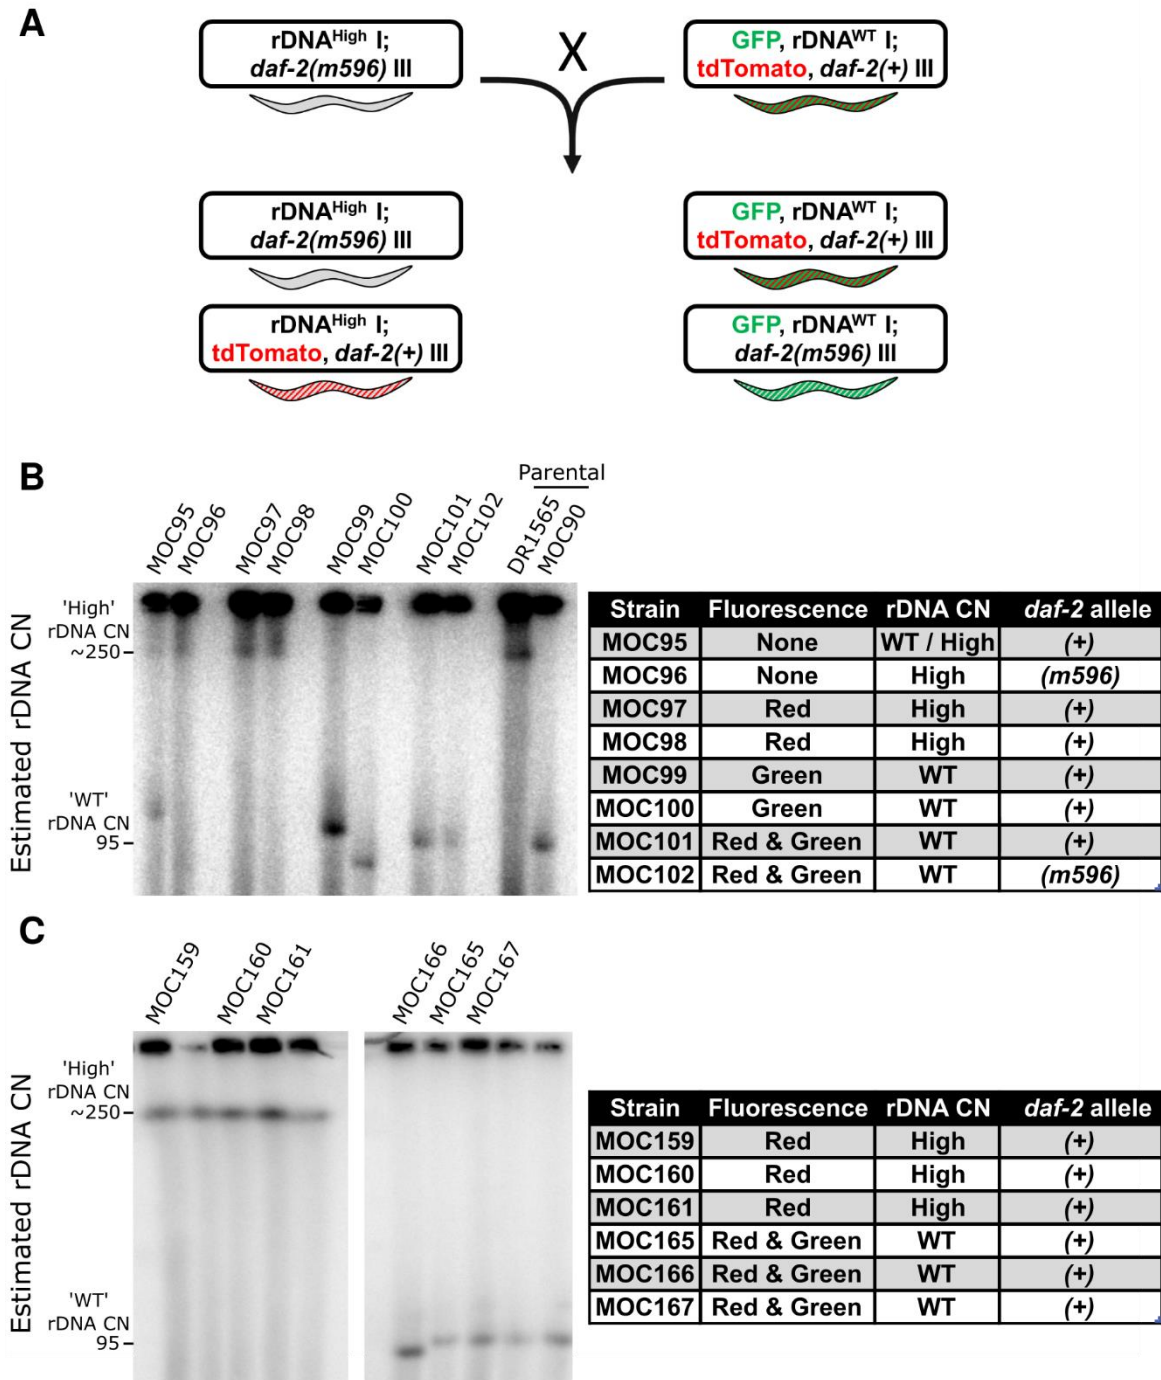 A
rDNAHigh I;
daf-2(m596) III
X
GFP, rDNAWT I;
tdTomato, daf-2(+) III
rDNAHigh I;
daf-2(m596) III
GFP, rDNAWT I;
tdTomato, daf-2(+) III
rDNAHigh I;
tdTomato, daf-2(+) III
GFP, rDNAWT I;
daf-2(m596) III
B
Parental
MOC95
MOC96
MOC97
MOC98
MOC99
MOC100
MOC101
MOC102
DR1565
MOC90
Estimated rDNA CN
'High'
rDNA CN
~250
'WT'
rDNA CN
95
Strain Fluorescence rDNA CN daf-2 allele
MOC95 None WT / High (+)
MOC96 None High (m596)
MOC97 Red High (+)
MOC98 Red High (+)
MOC99 Green WT (+)
MOC100 Green WT (+)
MOC101 Red & Green WT (+)
MOC102 Red & Green WT (m596)
C
MOC159
MOC160
MOC161
MOC166
MOC165
MOC167
Estimated rDNA CN
'High'
rDNA CN
~250
'WT'
rDNA CN
95
Strain Fluorescence rDNA CN daf-2 allele
MOC159 Red High (+)
MOC160 Red High (+)
MOC161 Red High (+)
MOC165 Red & Green WT (+)
MOC166 Red & Green WT (+)
MOC167 Red & Green WT (+)